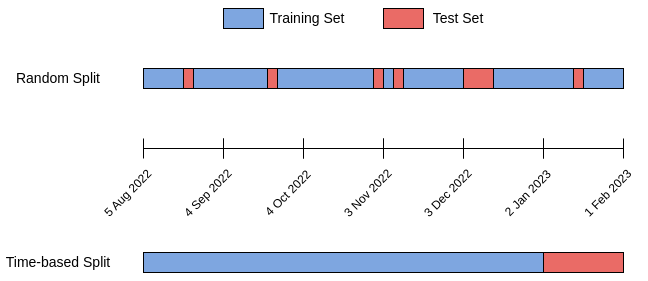 Training Set
Test Set
Random Split
5 Aug 2022
4 Sep 2022
4 Oct 2022
3 Nov 2022
3 Dec 2022
2 Jan 2023
1 Feb 2023
Time-based Split